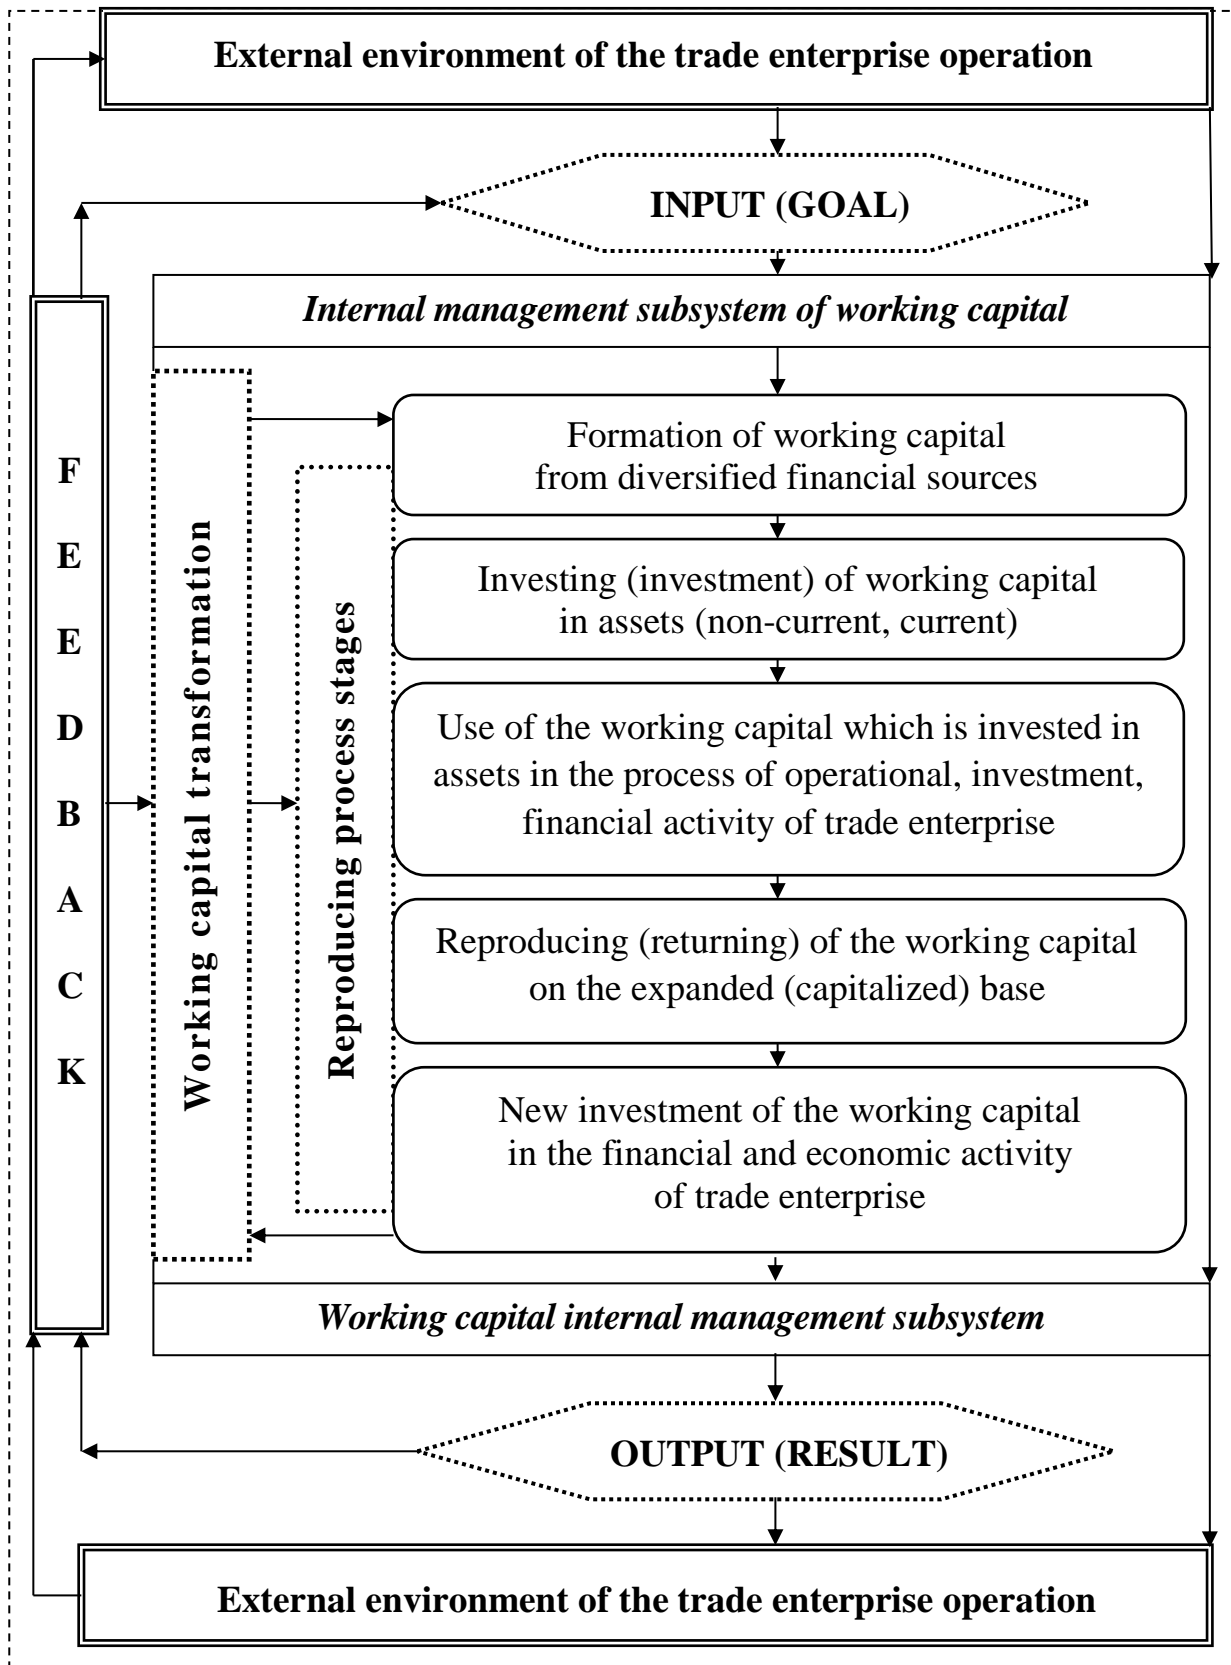 External environment of the trade enterprise operation
INPUT (GOAL)
Internal management subsystem of working capital
F
E
E
D
B
A
C
K
Working capital transformation
Reproducing process stages
Formation of working capital
from diversified financial sources
Investing (investment) of working capital
in assets (non-current, current)
Use of the working capital which is invested in
assets in the process of operational, investment,
financial activity of trade enterprise
Reproducing (returning) of the working capital
on the expanded (capitalized) base
New investment of the working capital
in the financial and economic activity
of trade enterprise
Working capital internal management subsystem
OUTPUT (RESULT)
External environment of the trade enterprise operation